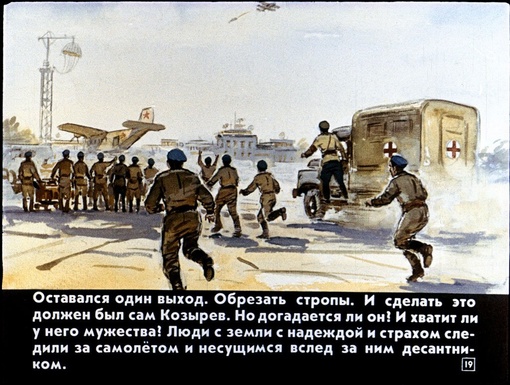 Оставался один выход. Обрезать стропы. И сделать это
должен был сам Козырев. Но догадается ли он! И хватит ли
у него мужества! Люди с земли с надеждой и страхом сле-
дили за самолётом и несущимся вслед за ним десантни-
ком.
19